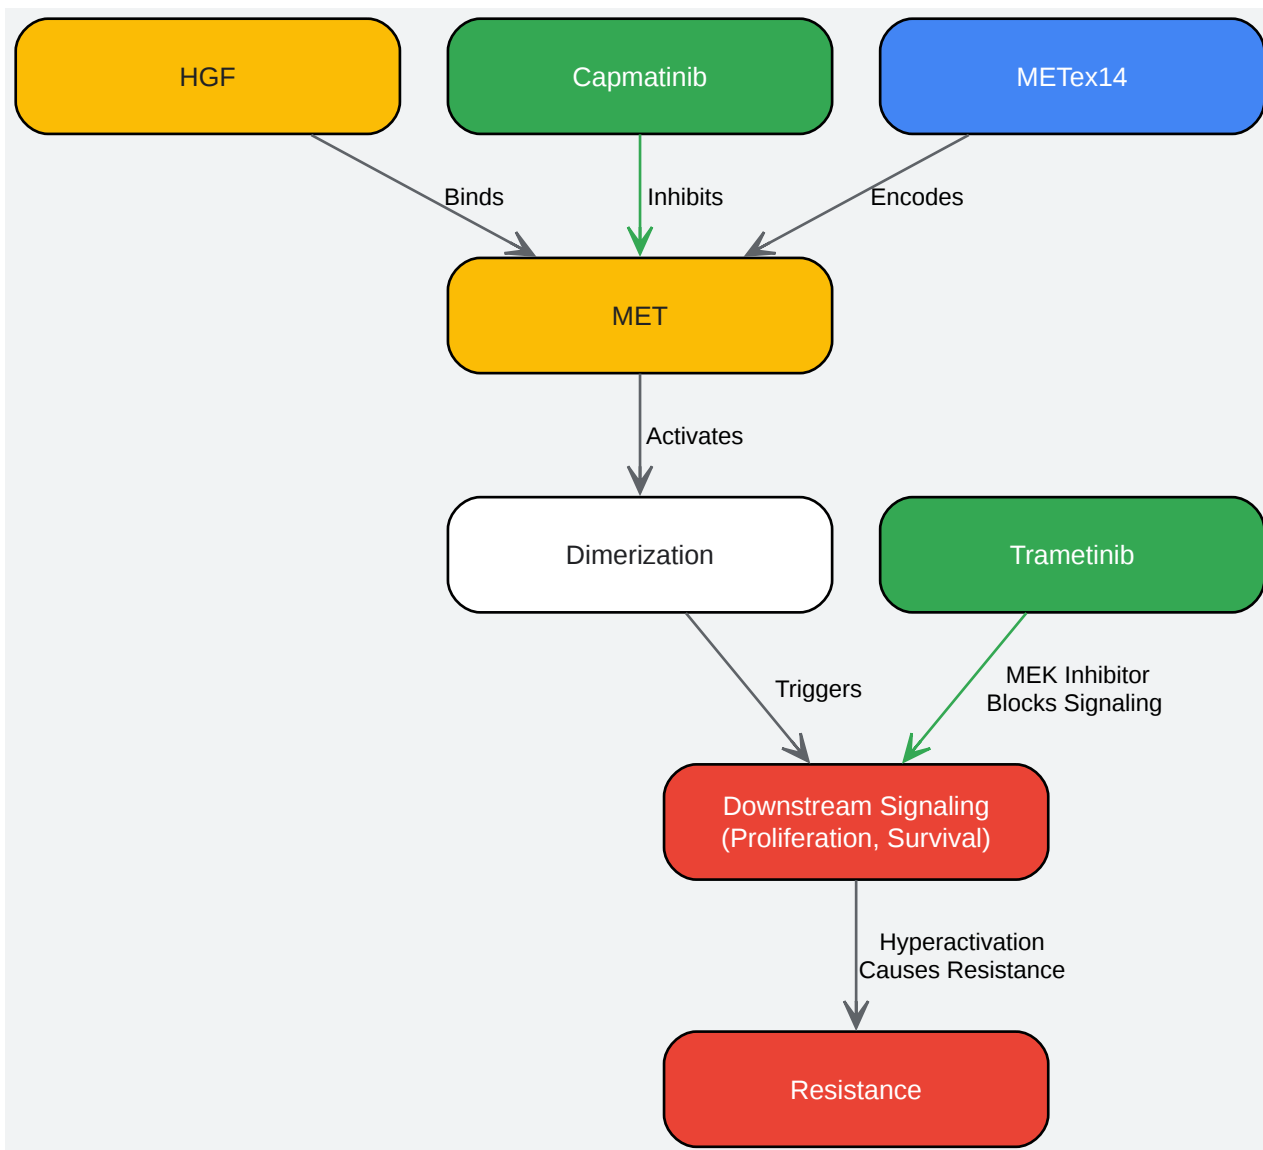 HGF
Capmatinib
METex14
Binds
Inhibits
Encodes
MET
Activates
Dimerization
Trametinib
Triggers
MEK Inhibitor
Blocks Signaling
Downstream Signaling
(Proliferation, Survival)
Hyperactivation
Causes Resistance
Resistance